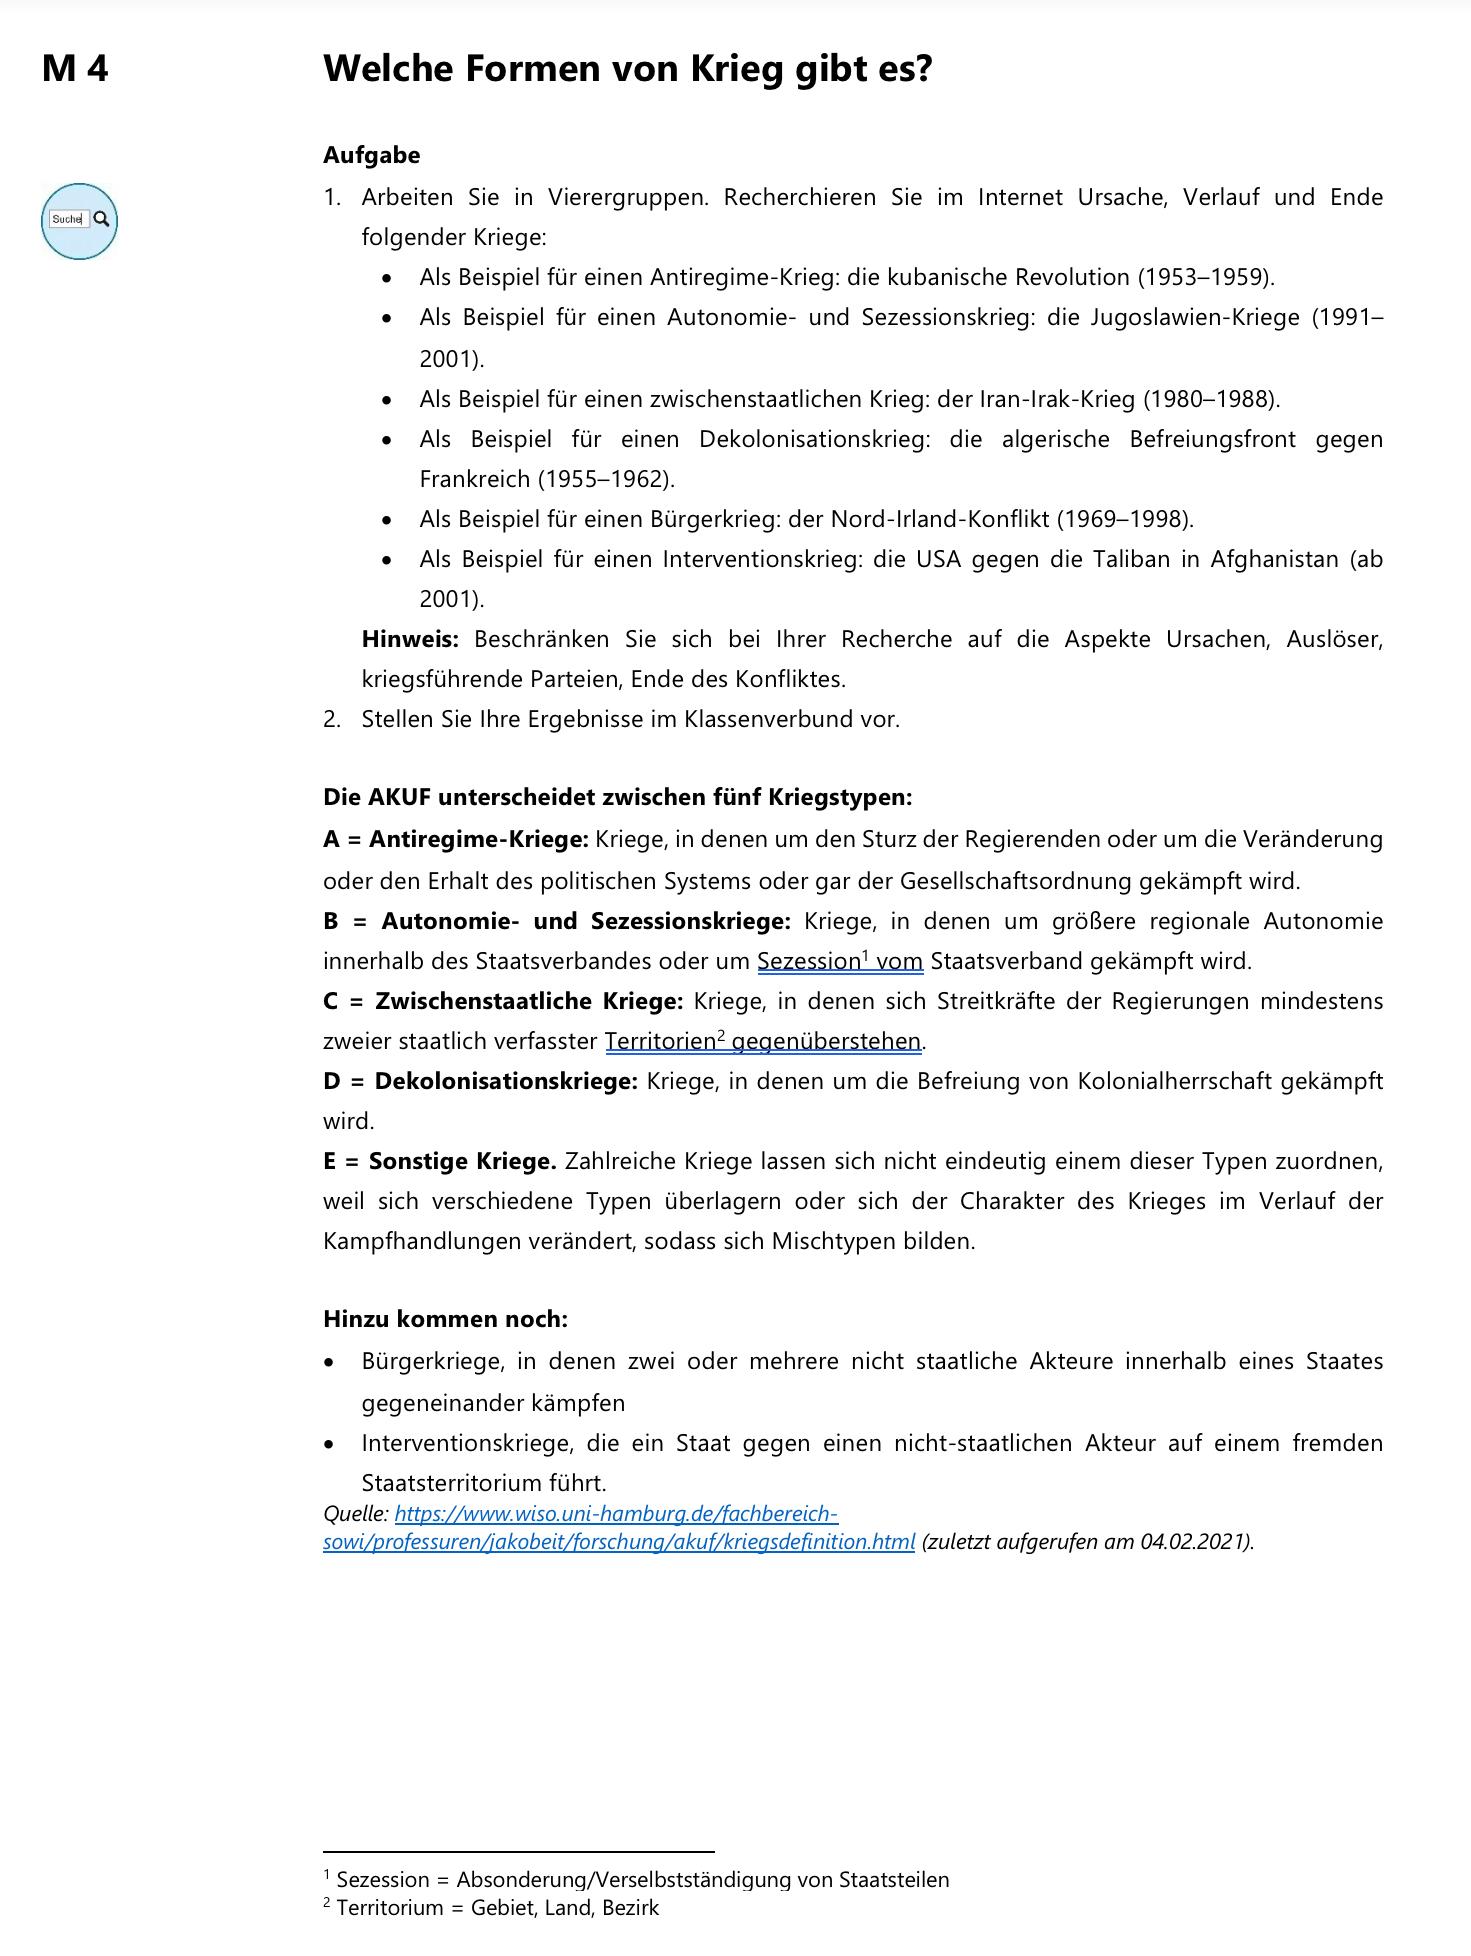 M 4
Welche Formen von Krieg gibt es?
Aufgabe
Suche
1. Arbeiten Sie in Vierergruppen. Recherchieren Sie im Internet Ursache, Verlauf und Ende
folgender Kriege:
• Als Beispiel für einen Antiregime-Krieg: die kubanische Revolution (1953–1959).
• Als Beispiel für einen Autonomie- und Sezessionskrieg: die Jugoslawien-Kriege (1991–
2001).
• Als Beispiel für einen zwischenstaatlichen Krieg: der Iran-Irak-Krieg (1980–1988).
• Als Beispiel für einen Dekolonisationskrieg: die algerische Befreiungsfront gegen
Frankreich (1955–1962).
• Als Beispiel für einen Bürgerkrieg: der Nord-Irland-Konflikt (1969–1998).
• Als Beispiel für einen Interventionskrieg: die USA gegen die Taliban in Afghanistan (ab
2001).
Hinweis: Beschränken Sie sich bei Ihrer Recherche auf die Aspekte Ursachen, Auslöser,
kriegsführende Parteien, Ende des Konfliktes.
2. Stellen Sie Ihre Ergebnisse im Klassenverbund vor.
Die AKUF unterscheidet zwischen fünf Kriegstypen:
A = Antiregime-Kriege: Kriege, in denen um den Sturz der Regierenden oder um die Veränderung
oder den Erhalt des politischen Systems oder gar der Gesellschaftsordnung gekämpft wird.
B = Autonomie- und Sezessionskriege: Kriege, in denen um größere regionale Autonomie
innerhalb des Staatsverbandes oder um Sezession¹ vom Staatsverband gekämpft wird.
C = Zwischenstaatliche Kriege: Kriege, in denen sich Streitkräfte der Regierungen mindestens
zweier staatlich verfasster Territorien² gegenüberstehen.
D = Dekolonisationskriege: Kriege, in denen um die Befreiung von Kolonialherrschaft gekämpft
wird.
E = Sonstige Kriege. Zahlreiche Kriege lassen sich nicht eindeutig einem dieser Typen zuordnen,
weil sich verschiedene Typen überlagern oder sich der Charakter des Krieges im Verlauf der
Kampfhandlungen verändert, sodass sich Mischtypen bilden.
Hinzu kommen noch:
• Bürgerkriege, in denen zwei oder mehrere nicht staatliche Akteure innerhalb eines Staates
gegeneinander kämpfen
• Interventionskriege, die ein Staat gegen einen nicht-staatlichen Akteur auf einem fremden
Staatsterritorium führt.
Quelle: https://www.wiso.uni-hamburg.de/fachbereich-
sowi/professuren/jakobeit/forschung/akuf/kriegsdefinition.html (zuletzt aufgerufen am 04.02.2021).
¹ Sezession = Absonderung/Verselbstständigung von Staatsteilen
² Territorium = Gebiet, Land, Bezirk